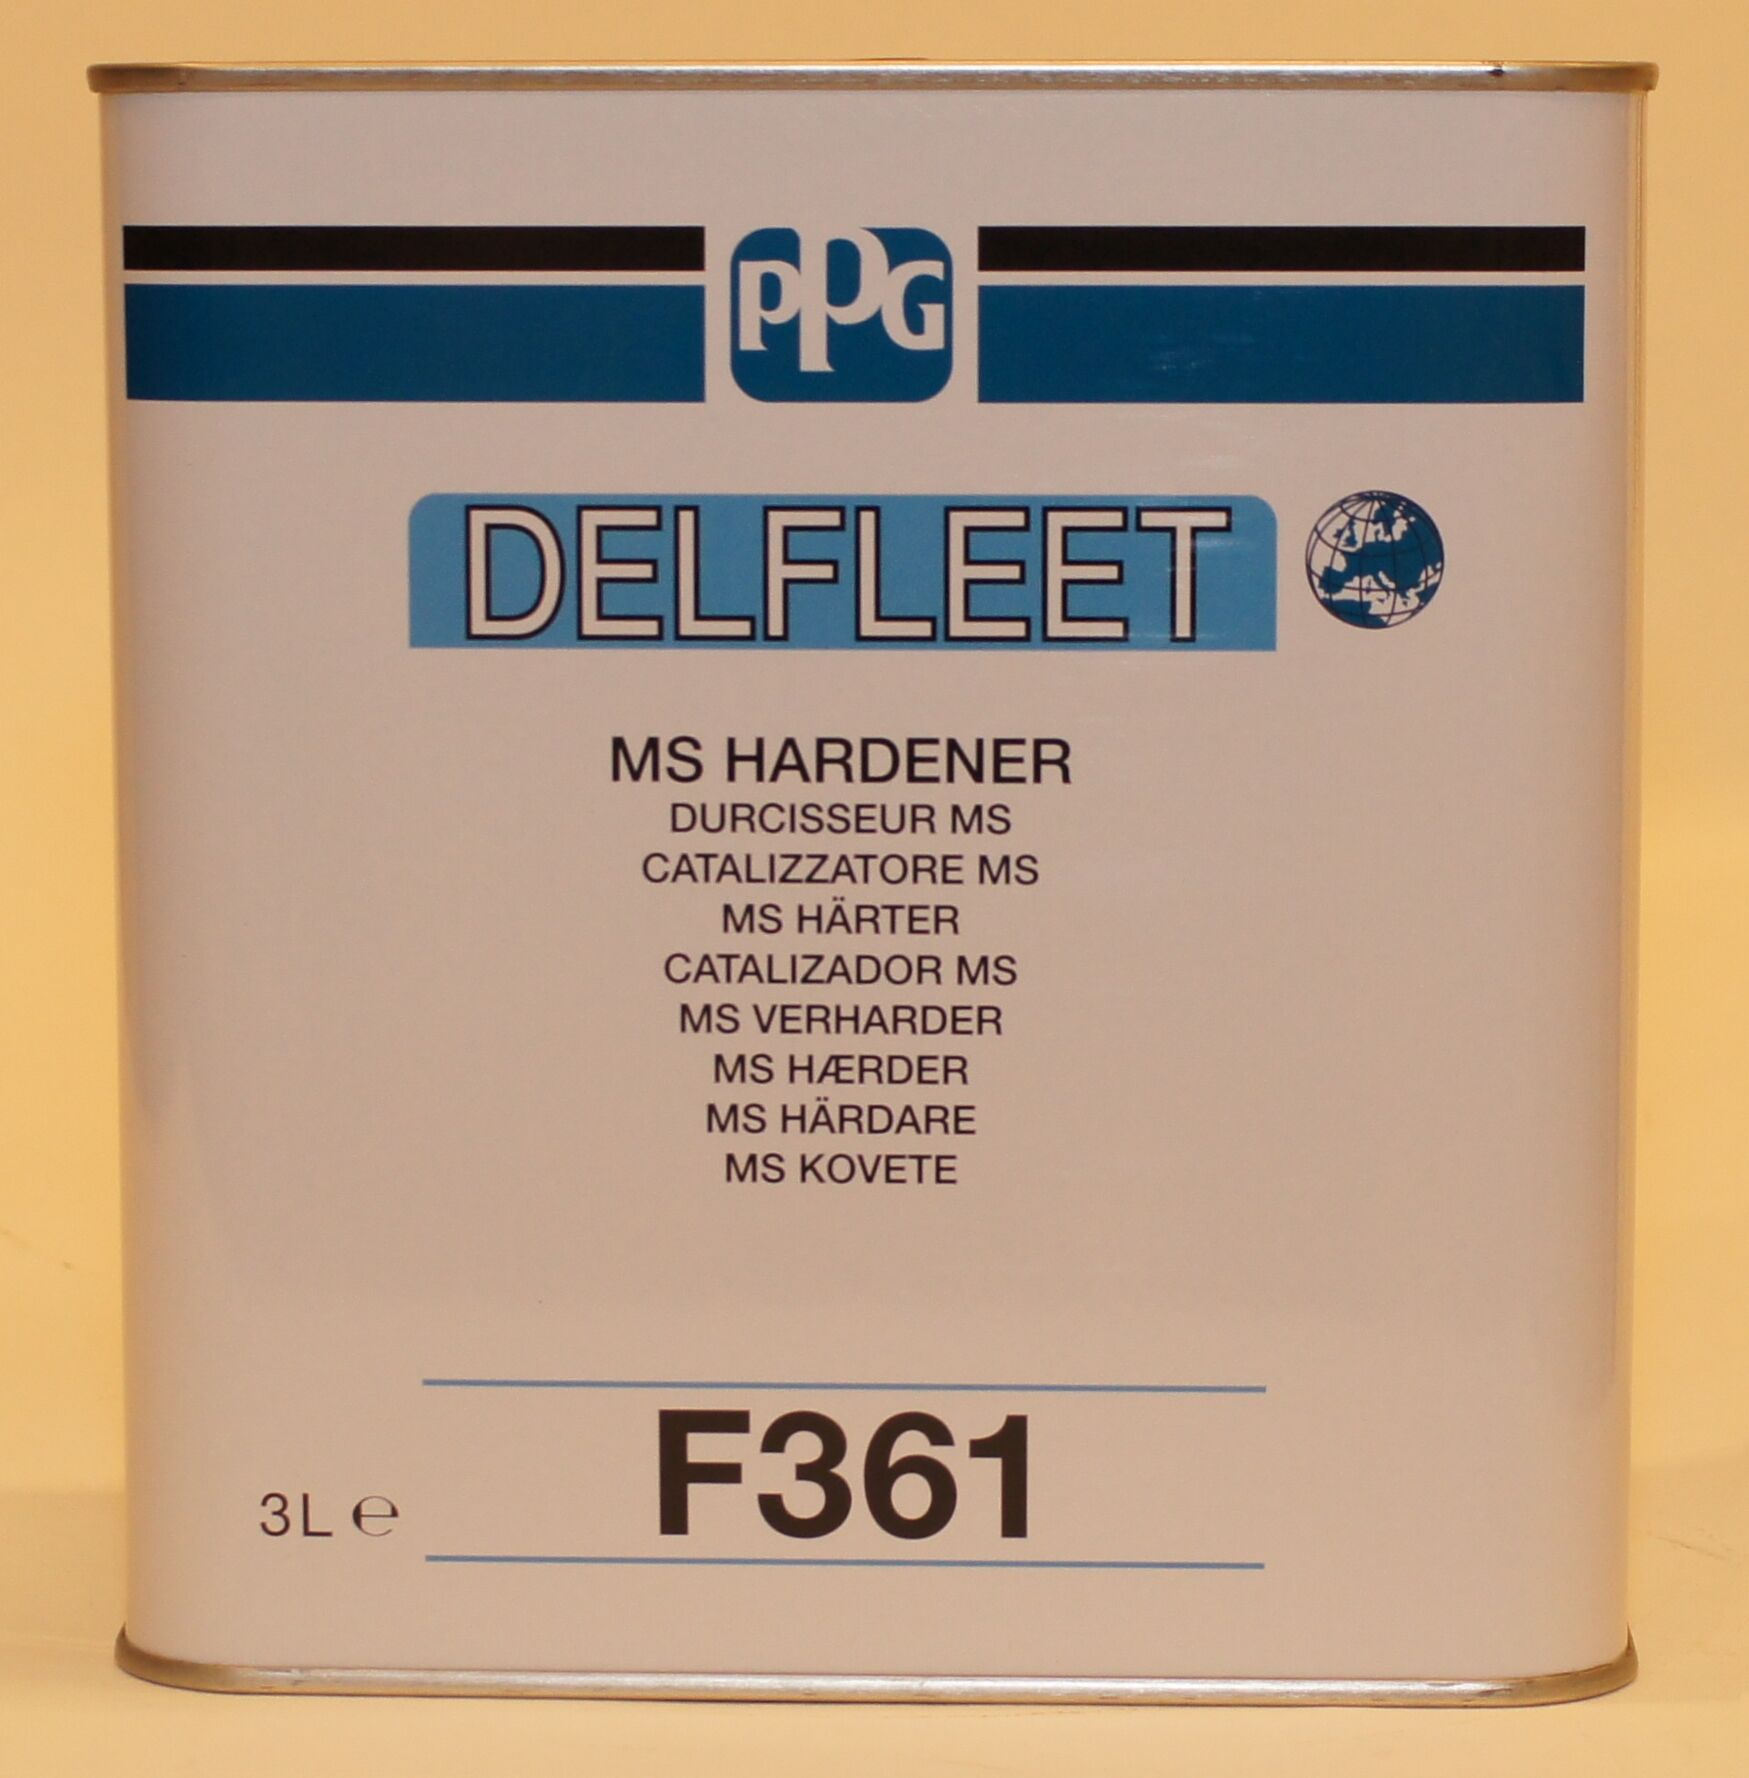 PPG
DELFLEET
MS HARDENER
DURCISSEUR MS
CATALIZZATORE MS
MS HÄRTER
CATALIZADOR MS
MS VERHARDER
MS HÆRDER
MS HÄRDARE
MS KOVETE
F361
3L ℮